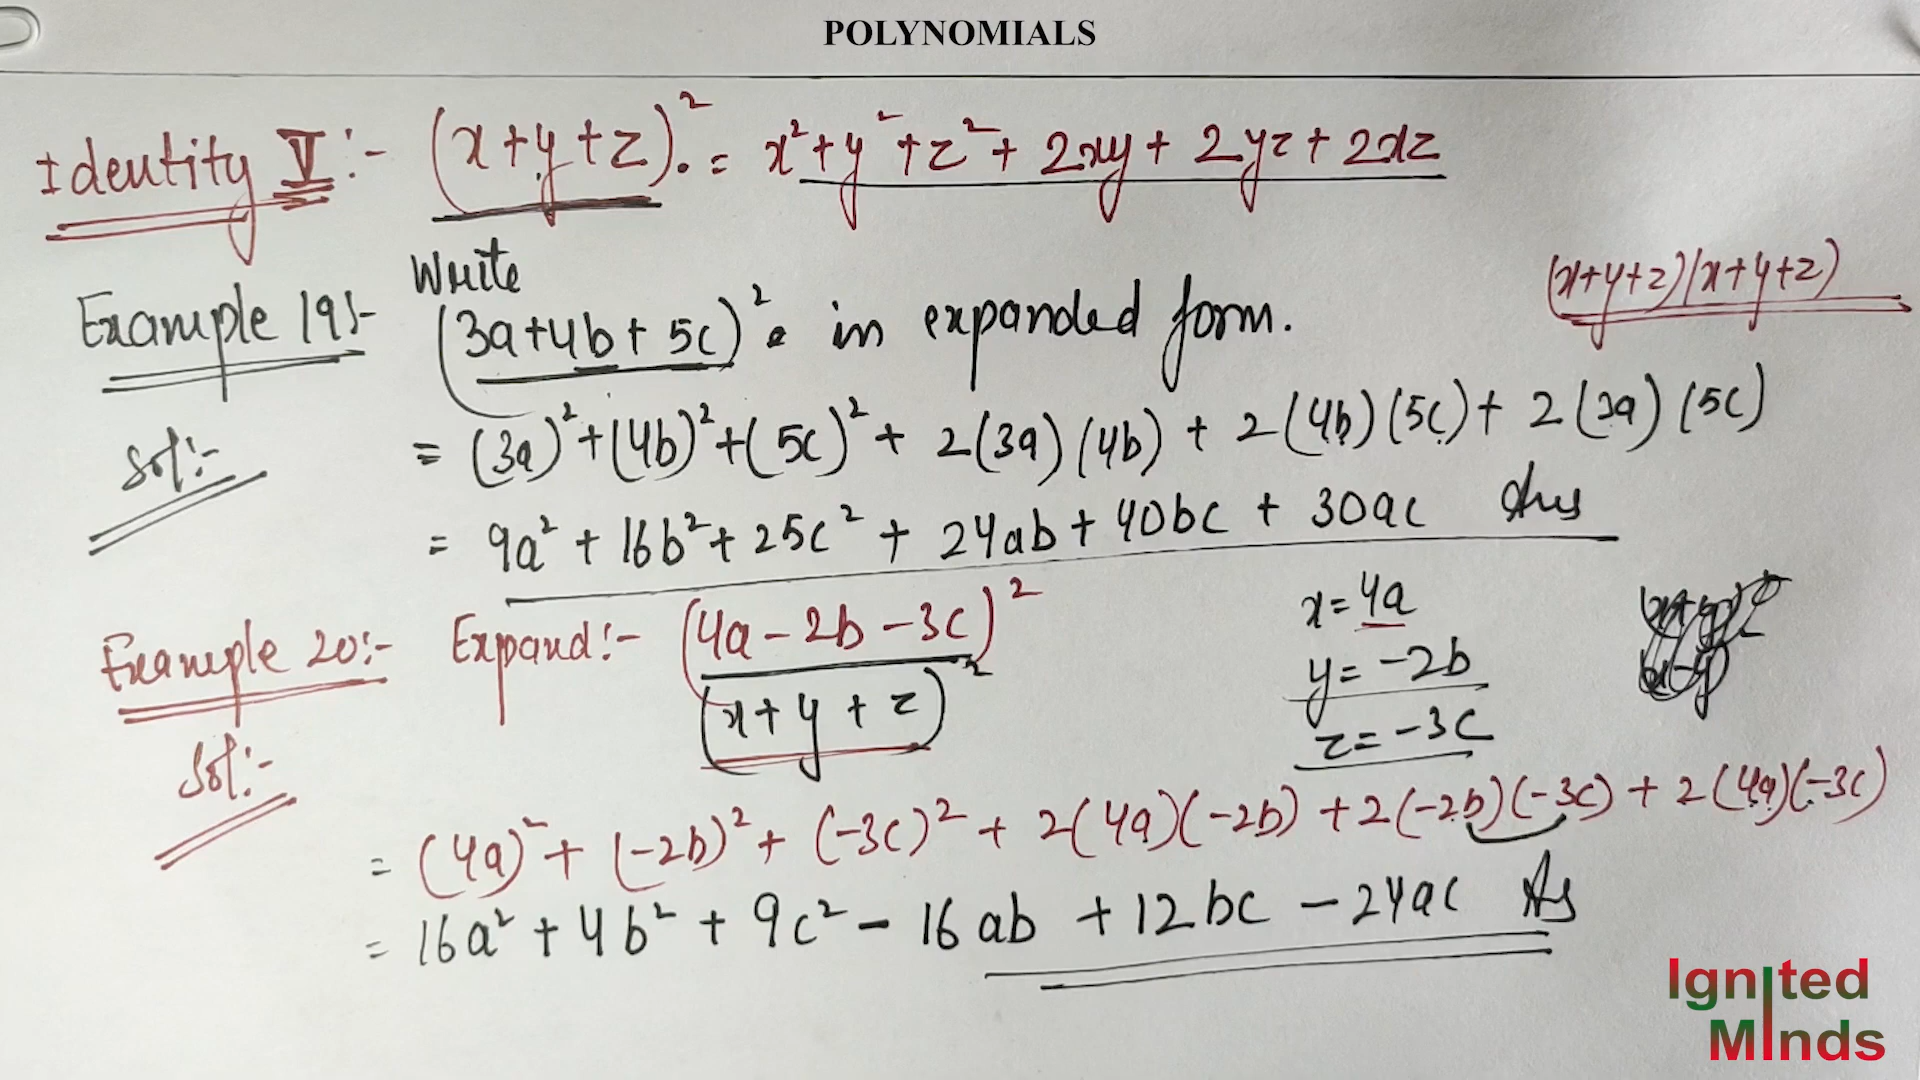 POLYNOMIALS
Identity V:- (x+y+z)² = x²+y²+z²+ 2xy+ 2yz+ 2xz
(x+y+z)(x+y+z)
Example 19:- Write
(3a+4b+5c)² in expanded form.
Sol:-
= (3a)²+(4b)²+(5c)²+ 2(3a)(4b) + 2(4b)(5c)+ 2(3a)(5c)
= 9a² + 16b²+ 25c² + 24ab + 40bc + 30ac Ans
Example 20:- Expand:- (4a-2b-3c)²
(x+y+z)²
x=4a
y=-2b
z=-3c
Sol:-
= (4a)²+ (-2b)²+ (-3c)² + 2(4a)(-2b) +2(-2b)(-3c) + 2(4a)(-3c)
= 16a² + 4b² + 9c² - 16ab +12bc - 24ac As
Ignited
Minds